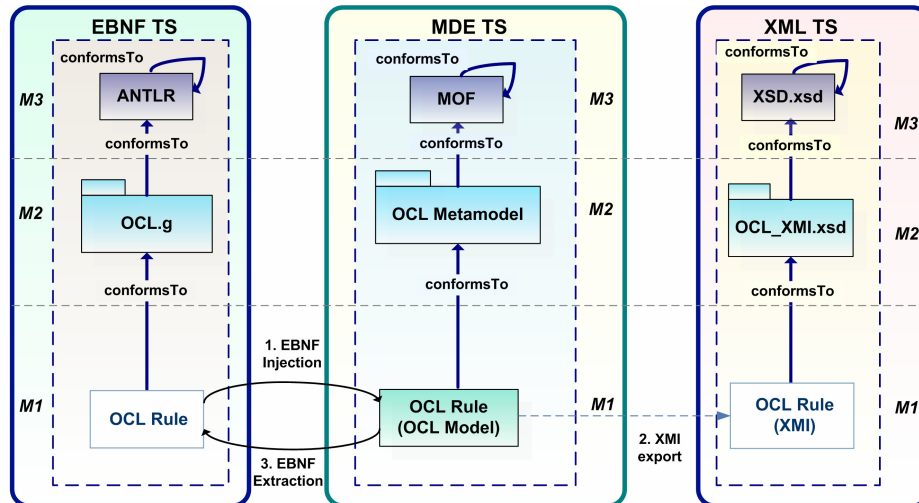 EBNF TS
conformsTo
ANTLR
M3
conformsTo
M2
OCL.g
conformsTo
M1
OCL Rule
1. EBNF
Injection
3. EBNF
Extraction
MDE TS
conformsTo
MOF
M3
conformsTo
OCL Metamodel
M2
conformsTo
OCL Rule
(OCL Model)
M1
2. XMI
export
XML TS
conformsTo
XSD.xsd
M3
conformsTo
OCL_XMI.xsd
M2
conformsTo
OCL Rule
(XMI)
M1